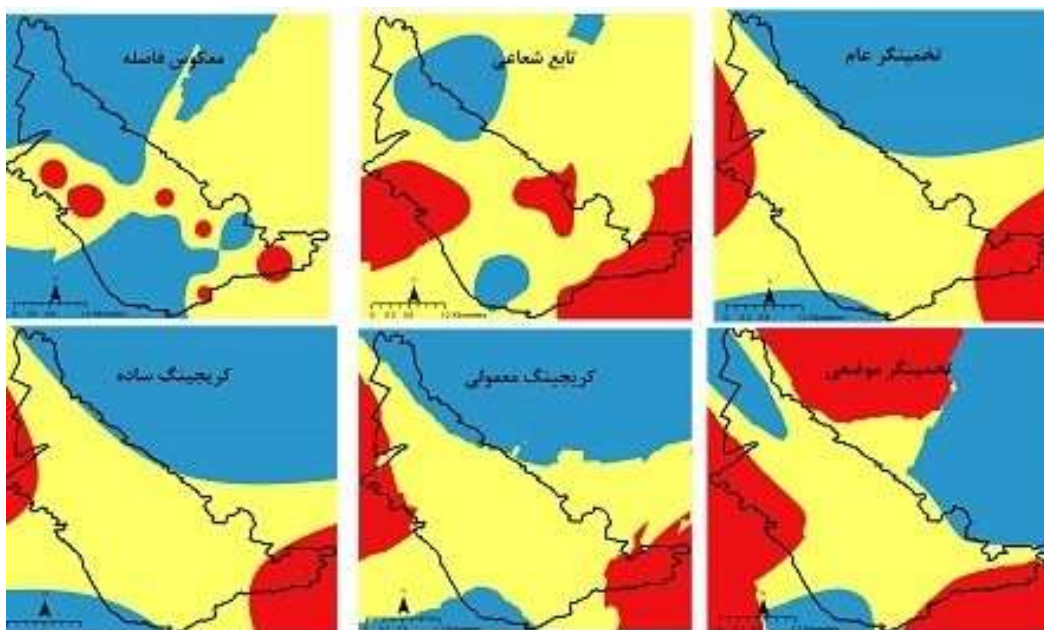 معکوس فاصله
تابع شعاعی
تخمینگر عام
کریجینگ ساده
کریجینگ معمولی
تخمینگر موضعی